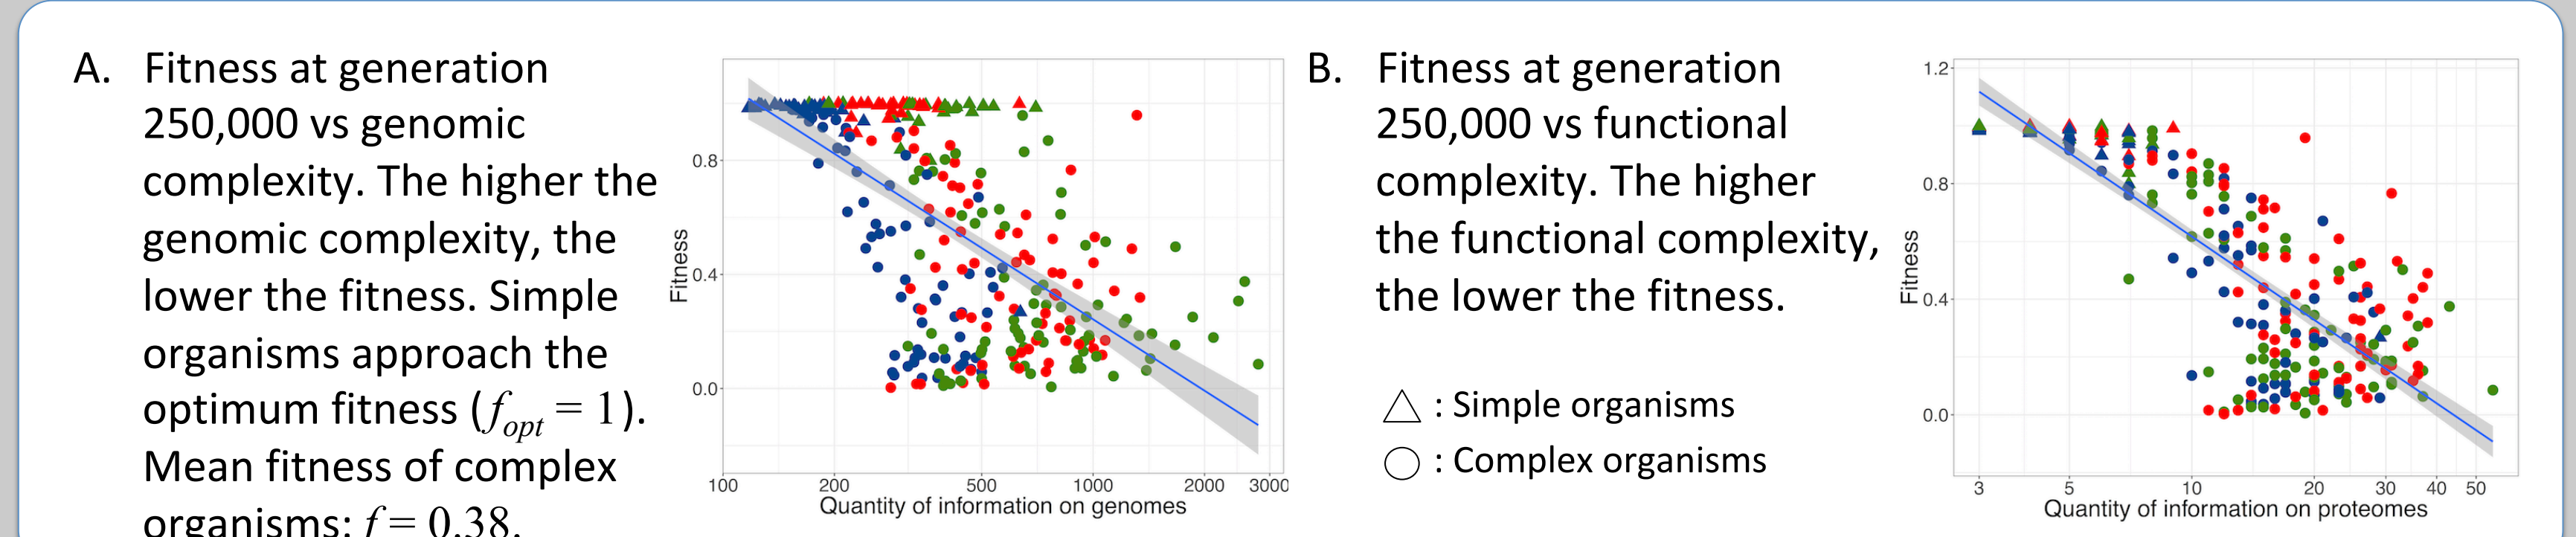 A. Fitness at generation
250,000 vs genomic
complexity. The higher the
genomic complexity, the
lower the fitness. Simple
organisms approach the
optimum fitness (fopt = 1).
Mean fitness of complex
organisms: f = 0.38.
Fitness
0.8
0.4
0.0
100 200 500 1000 2000 3000
Quantity of information on genomes
B. Fitness at generation
250,000 vs functional
complexity. The higher
the functional complexity,
the lower the fitness.
: Simple organisms
: Complex organisms
Fitness
1.2
0.8
0.4
0.0
3 5 10 20 30 40 50
Quantity of information on proteomes